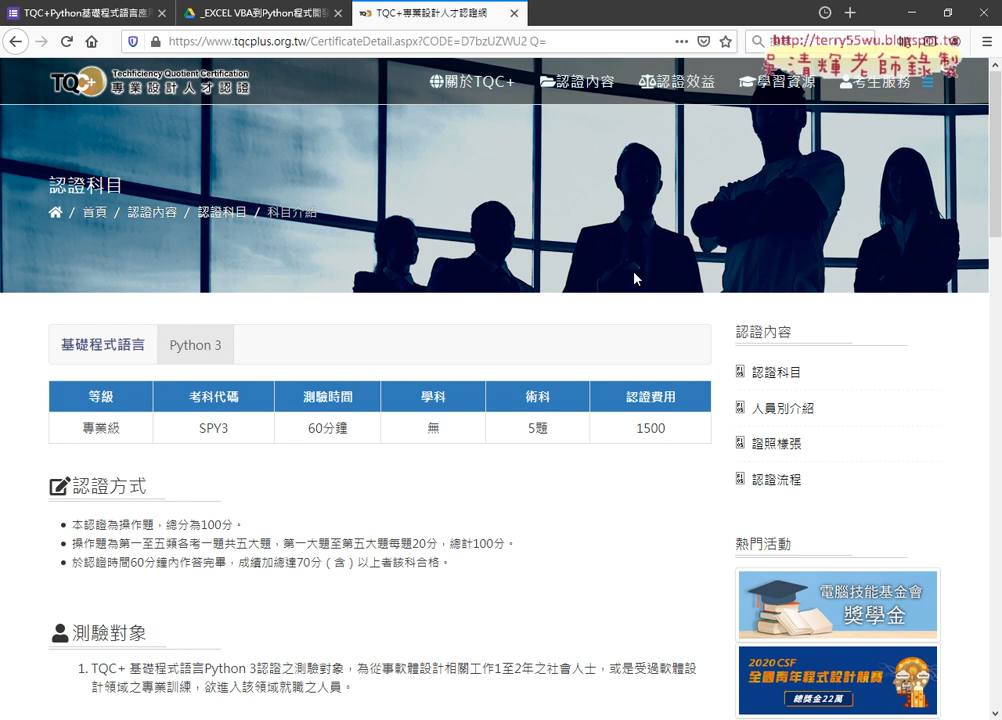 TQC+Python基礎程式語言應用
_EXCEL VBA到Python程式開發
TQC+專業設計人才認證網
https://www.tqcplus.org.tw/CertificateDetail.aspx?CODE=D7bzUZWU2 Q=
http://terry55wu.blogspot.tw
吳清輝老師錄製
TQC+ Techficiency Quotient Certification
專業設計人才認證
關於TQC+
認證內容
認證效益
學習資源
考生服務
認證科目
/ 首頁 / 認證內容 / 認證科目 / 科目介紹
基礎程式語言 Python 3
等級 考科代碼 測驗時間 學科 術科 認證費用
專業級 SPY3 60分鐘 無 5題 1500
認證方式
本認證為操作題，總分為100分。
操作題為第一至五類各考一題共五大題，第一大題至第五大題每題20分，總計100分。
於認證時間60分鐘內作答完畢，成績加總達70分（含）以上者該科合格。
測驗對象
1. TQC+ 基礎程式語言Python 3認證之測驗對象，為從事軟體設計相關工作1至2年之社會人士，或是受過軟體設
計領域之專業訓練，欲進入該領域就職之人員。
認證內容
認證科目
人員別介紹
證照樣張
認證流程
熱門活動
電腦技能基金會
獎學金
2020 CSF
全國青年程式設計競賽
總獎金22萬